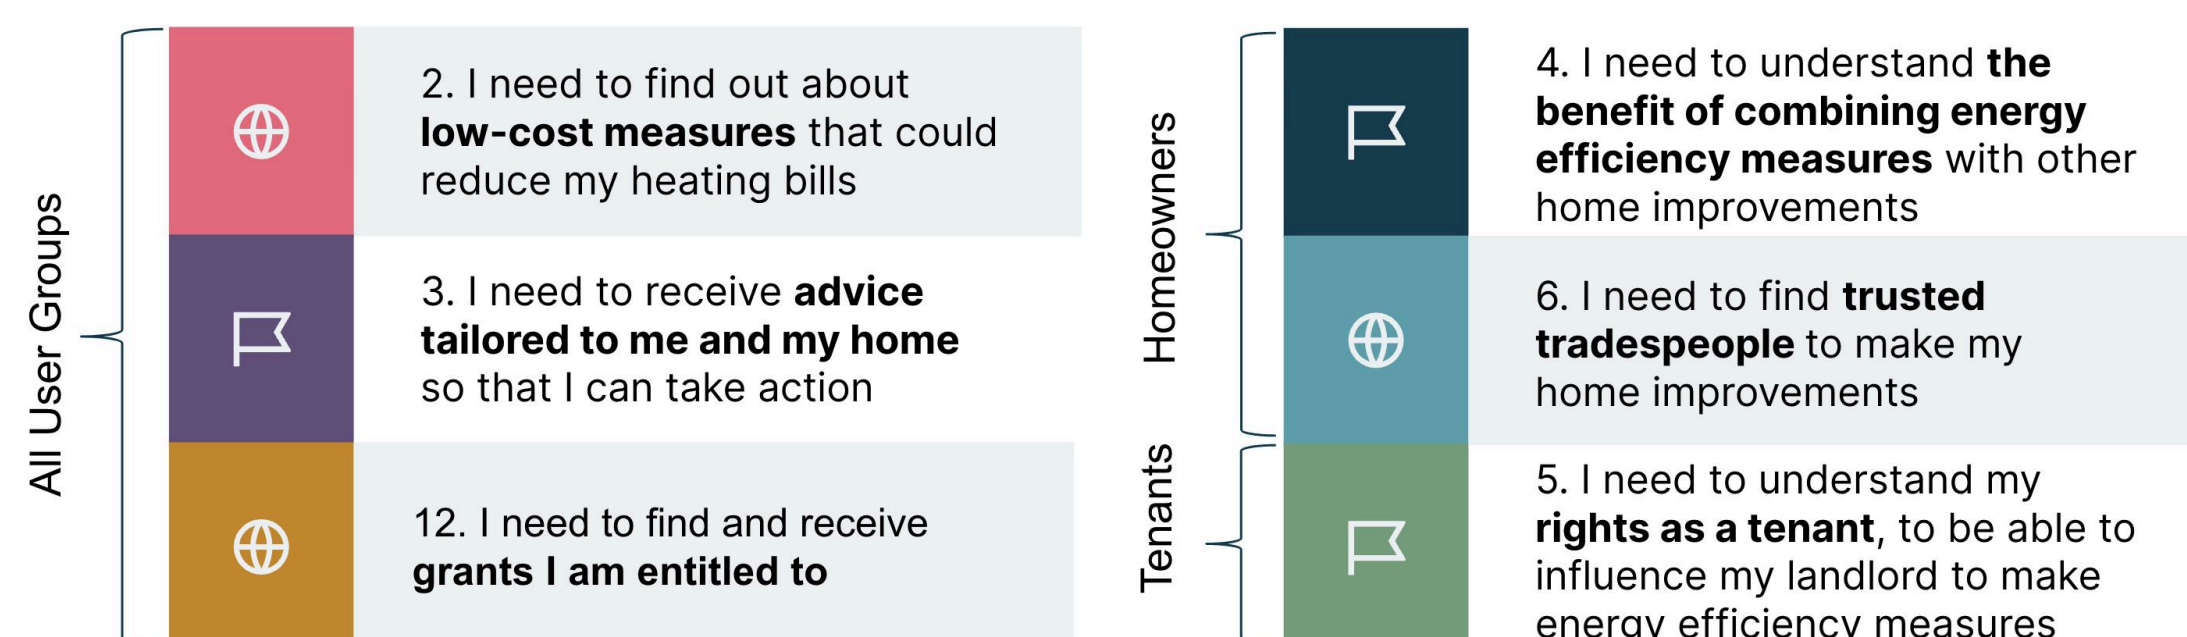 All User Groups
2. I need to find out about
low-cost measures that could
reduce my heating bills
3. I need to receive advice
tailored to me and my home
so that I can take action
12. I need to find and receive
grants I am entitled to
Homeowners
4. I need to understand the
benefit of combining energy
efficiency measures with other
home improvements
6. I need to find trusted
tradespeople to make my
home improvements
Tenants
5. I need to understand my
rights as a tenant, to be able to
influence my landlord to make
energy efficiency measures